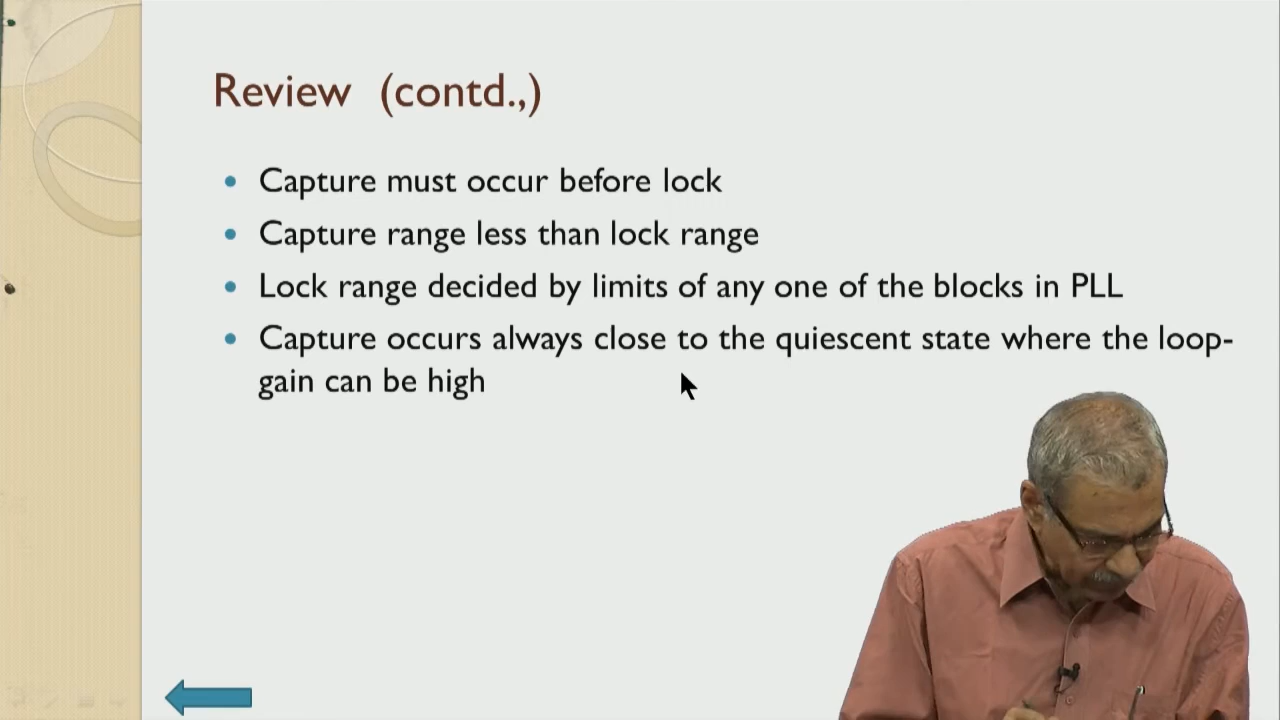 Review (contd.,)
• Capture must occur before lock
• Capture range less than lock range
• Lock range decided by limits of any one of the blocks in PLL
• Capture occurs always close to the quiescent state where the loop-
gain can be high